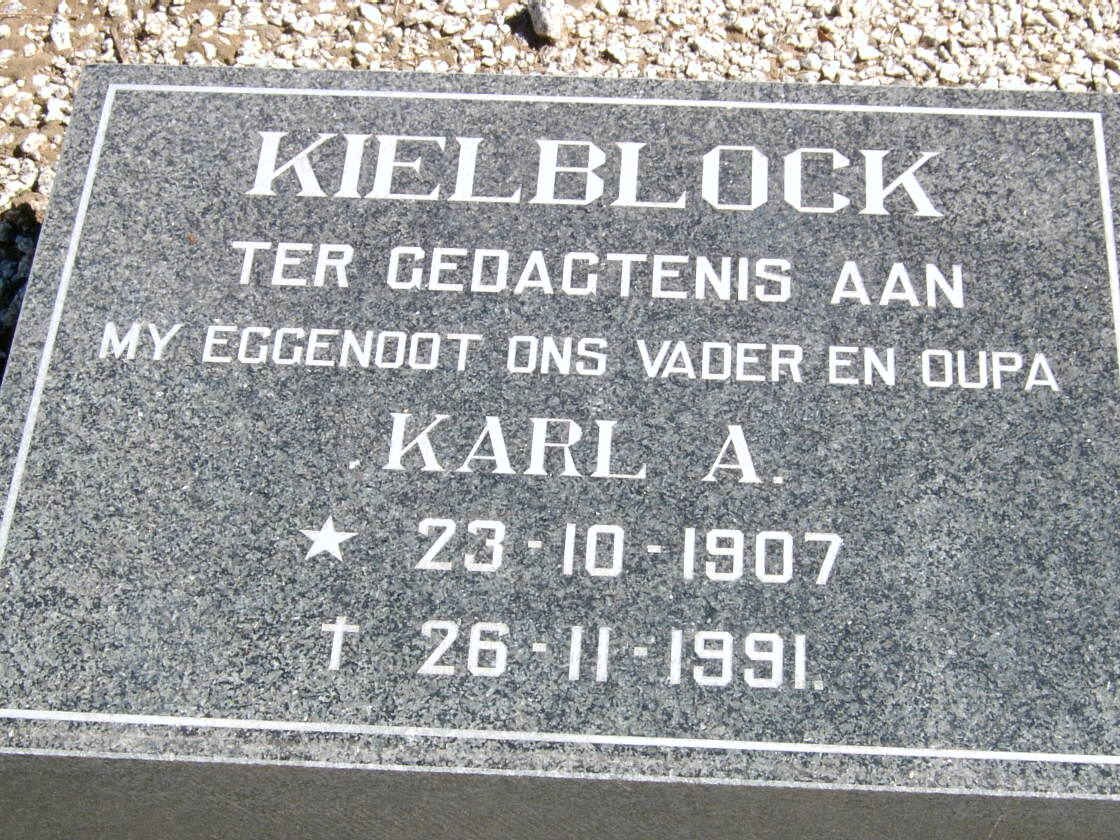 KIELBLOCK
TER GEDAGTENIS AAN
MY EGGENOOT ONS VADER EN OUPA
KARL A.
★ 23-10-1907
† 26-11-1991.